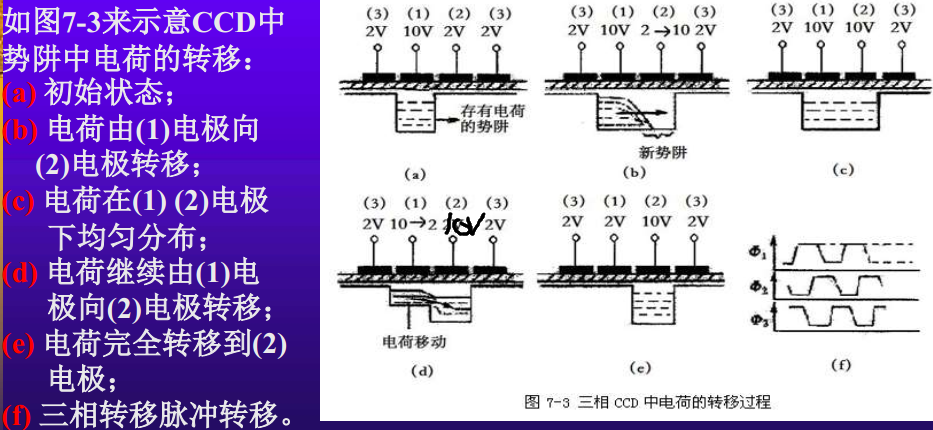 如图7-3来示意CCD中
势阱中电荷的转移：
(a) 初始状态；
(b) 电荷由(1)电极向
(2)电极转移；
(c) 电荷在(1) (2)电极
下均匀分布；
(d) 电荷继续由(1)电
极向(2)电极转移；
(e) 电荷完全转移到(2)
电极；
(f) 三相转移脉冲转移。
(3) (1) (2) (3)
2V 10V 2V 2V
存有电荷
的势阱
(a)
(3) (1) (2) (3)
2V 10V 2→10 2V
新势阱
(b)
(3) (1) (2) (3)
2V 10V 10V 2V
(c)
(3) (1) (2) (3)
2V 10→2 10V 2V
电荷移动
(d)
(3) (1) (2) (3)
2V 2V 10V 2V
(e)
Φ1
Φ2
Φ3
(f)
图 7-3 三相 CCD 中电荷的转移过程